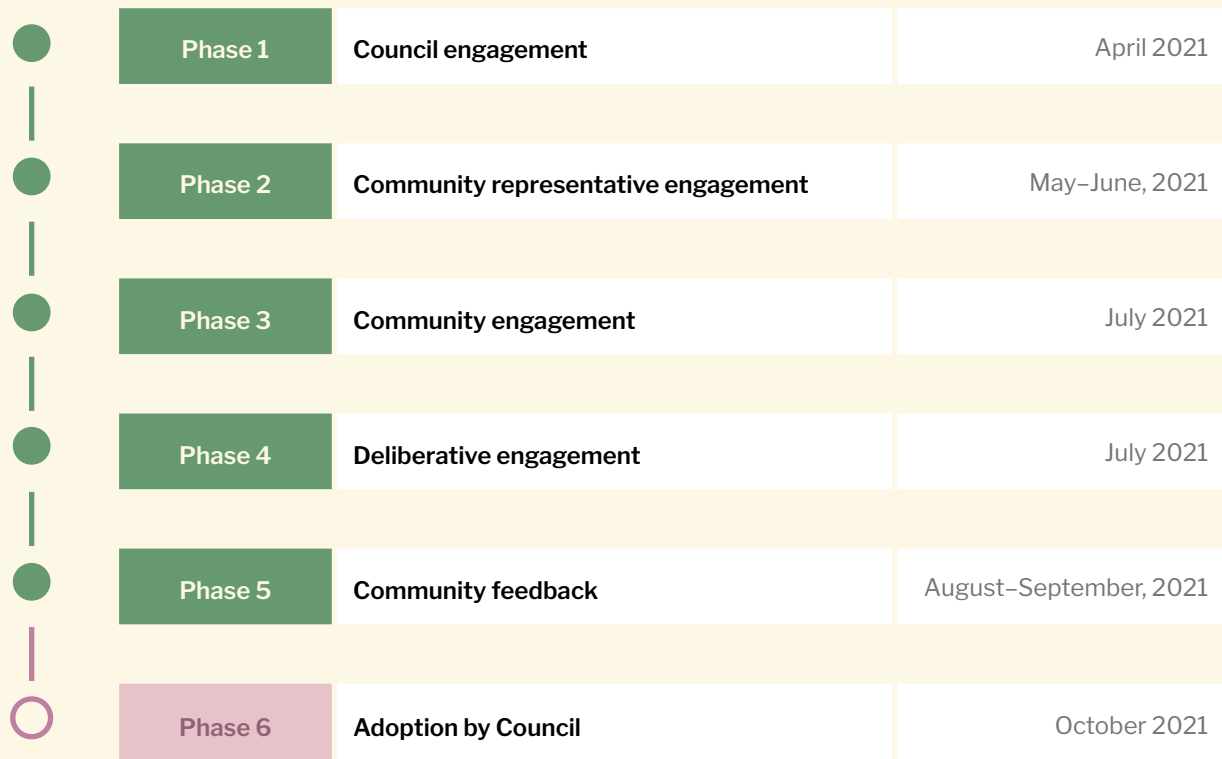 Phase 1 Council engagement April 2021
Phase 2 Community representative engagement May–June, 2021
Phase 3 Community engagement July 2021
Phase 4 Deliberative engagement July 2021
Phase 5 Community feedback August–September, 2021
Phase 6 Adoption by Council October 2021